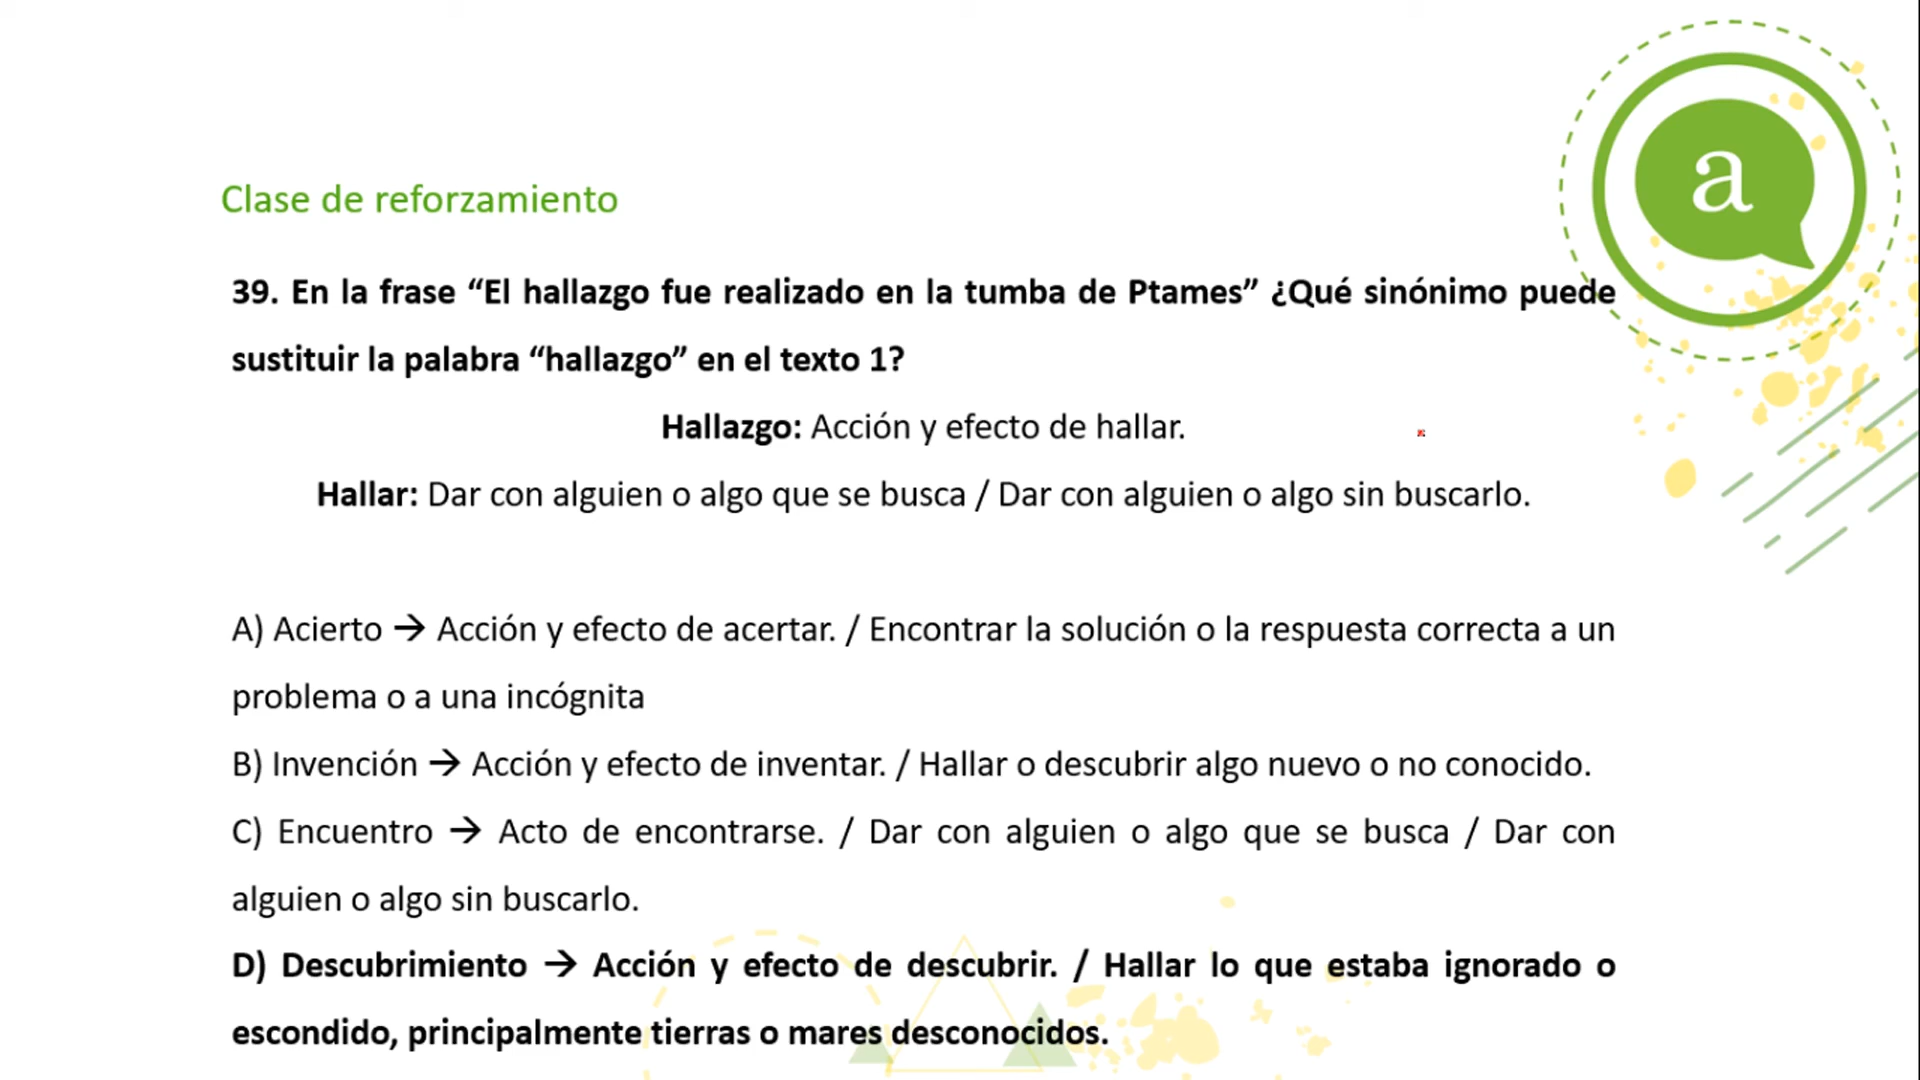 a
Clase de reforzamiento
39. En la frase “El hallazgo fue realizado en la tumba de Ptames” ¿Qué sinónimo puede
sustituir la palabra “hallazgo” en el texto 1?
Hallazgo: Acción y efecto de hallar.
Hallar: Dar con alguien o algo que se busca / Dar con alguien o algo sin buscarlo.
A) Acierto → Acción y efecto de acertar. / Encontrar la solución o la respuesta correcta a un
problema o a una incógnita
B) Invención → Acción y efecto de inventar. / Hallar o descubrir algo nuevo o no conocido.
C) Encuentro → Acto de encontrarse. / Dar con alguien o algo que se busca / Dar con
alguien o algo sin buscarlo.
D) Descubrimiento → Acción y efecto de descubrir. / Hallar lo que estaba ignorado o
escondido, principalmente tierras o mares desconocidos.